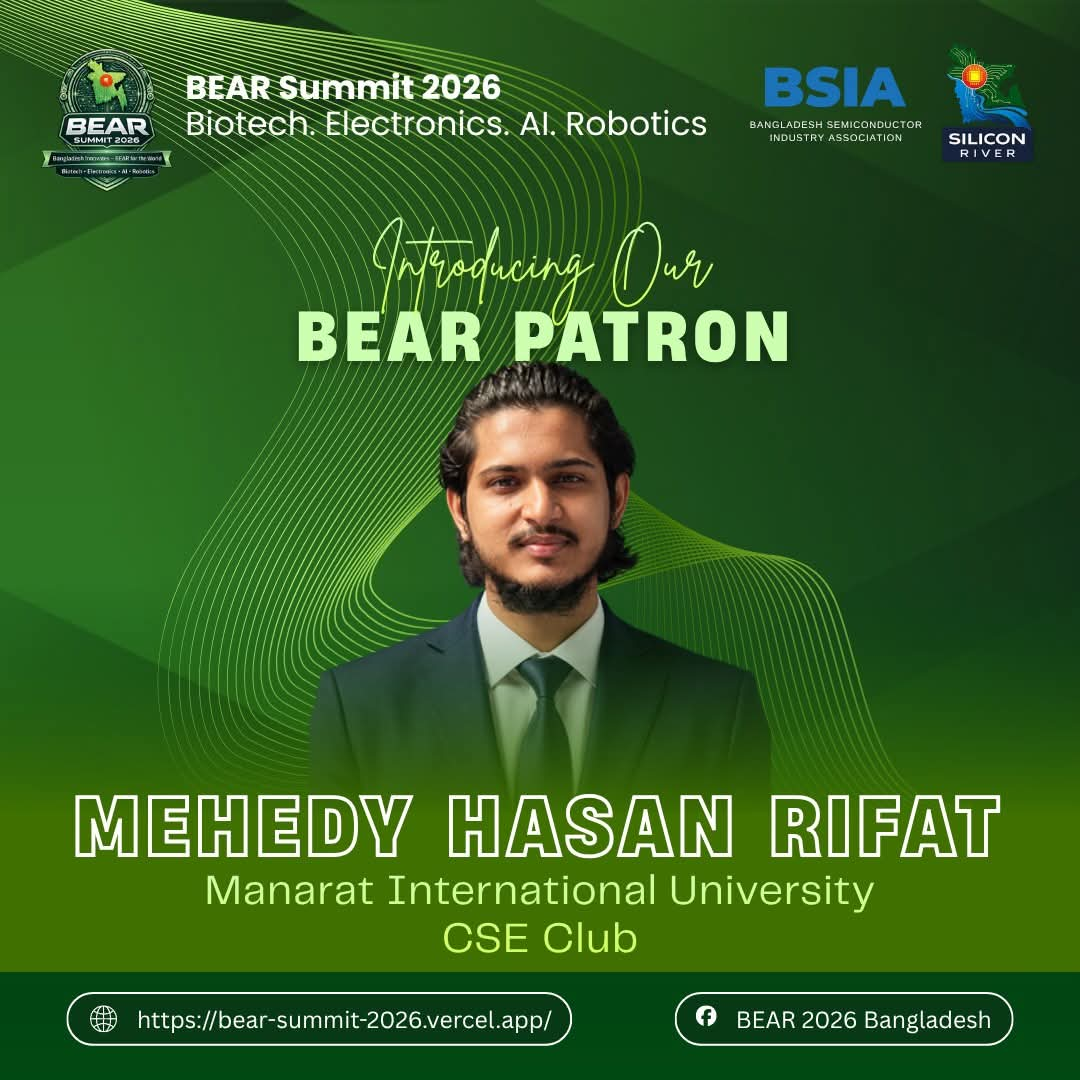 BEAR
SUMMIT 2026
Bangladesh Innovates – BEAR for the World
Biotech • Electronics • AI • Robotics
BEAR Summit 2026
Biotech. Electronics. AI. Robotics
BSIA
BANGLADESH SEMICONDUCTOR
INDUSTRY ASSOCIATION
SILICON
RIVER
Introducing Our
BEAR PATRON
MEHEDY HASAN RIFAT
Manarat International University
CSE Club
https://bear-summit-2026.vercel.app/
BEAR 2026 Bangladesh